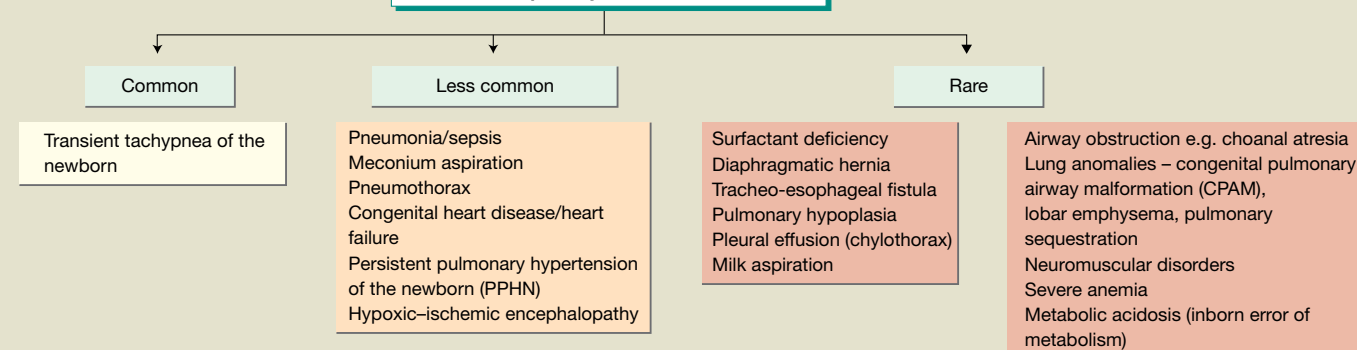 Common
Transient tachypnea of the
newborn
Less common
Pneumonia/sepsis
Meconium aspiration
Pneumothorax
Congenital heart disease/heart
failure
Persistent pulmonary hypertension
of the newborn (PPHN)
Hypoxic–ischemic encephalopathy
Rare
Surfactant deficiency
Diaphragmatic hernia
Tracheo-esophageal fistula
Pulmonary hypoplasia
Pleural effusion (chylothorax)
Milk aspiration
Airway obstruction e.g. choanal atresia
Lung anomalies – congenital pulmonary
airway malformation (CPAM),
lobar emphysema, pulmonary
sequestration
Neuromuscular disorders
Severe anemia
Metabolic acidosis (inborn error of
metabolism)